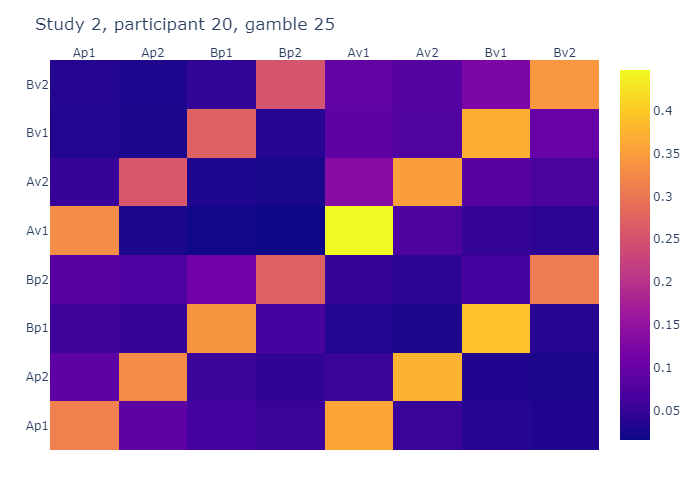 Study 2, participant 20, gamble 25
Ap1 Ap2 Bp1 Bp2 Av1 Av2 Bv1 Bv2
Bv2
Bv1
Av2
Av1
Bp2
Bp1
Ap2
Ap1
0.4
0.35
0.3
0.25
0.2
0.15
0.1
0.05